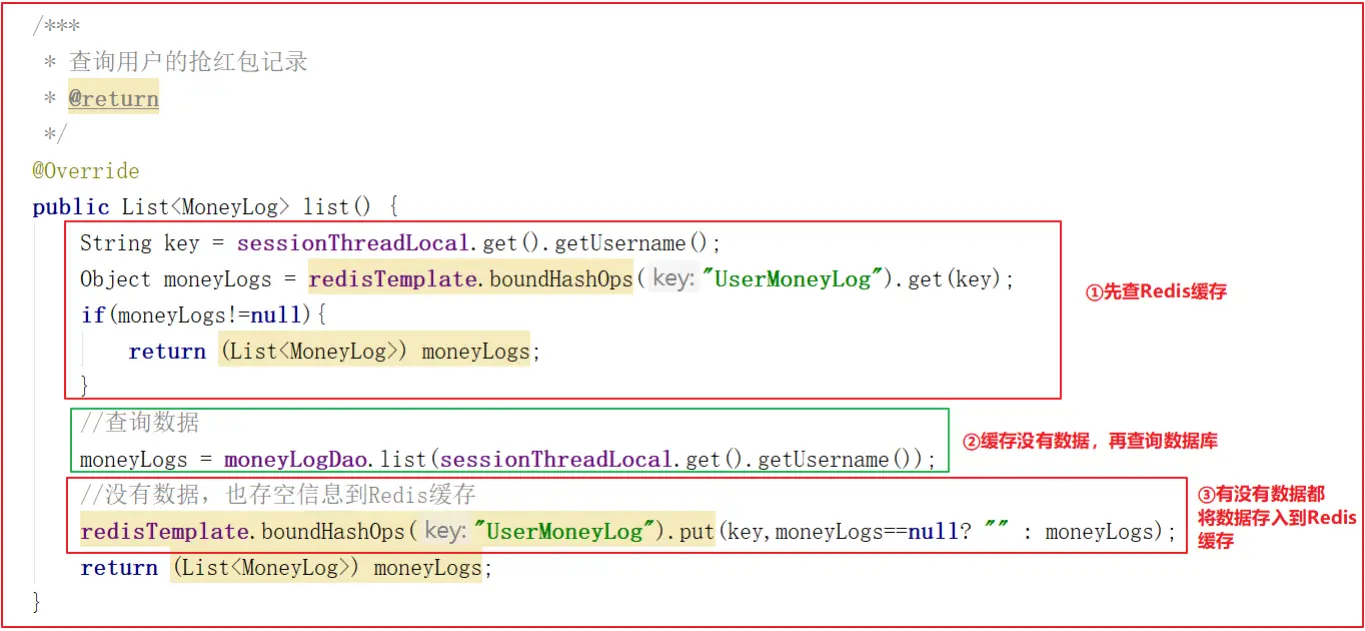 /***
* 查询用户的抢红包记录
* @return
*/
@Override
public List<MoneyLog> list() {
String key = sessionThreadLocal.get().getUsername();
Object moneyLogs = redisTemplate.boundHashOps( key: "UserMoneyLog").get(key);
if(moneyLogs!=null){
return (List<MoneyLog>) moneyLogs;
}
①先查Redis缓存
//查询数据
moneyLogs = moneyLogDao.list(sessionThreadLocal.get().getUsername());
②缓存没有数据，再查询数据库
//没有数据，也存空信息到Redis缓存
redisTemplate.boundHashOps( key: "UserMoneyLog").put(key,moneyLogs==null? "" : moneyLogs);
③有没有数据都
将数据存入到Redis
缓存
return (List<MoneyLog>) moneyLogs;
}